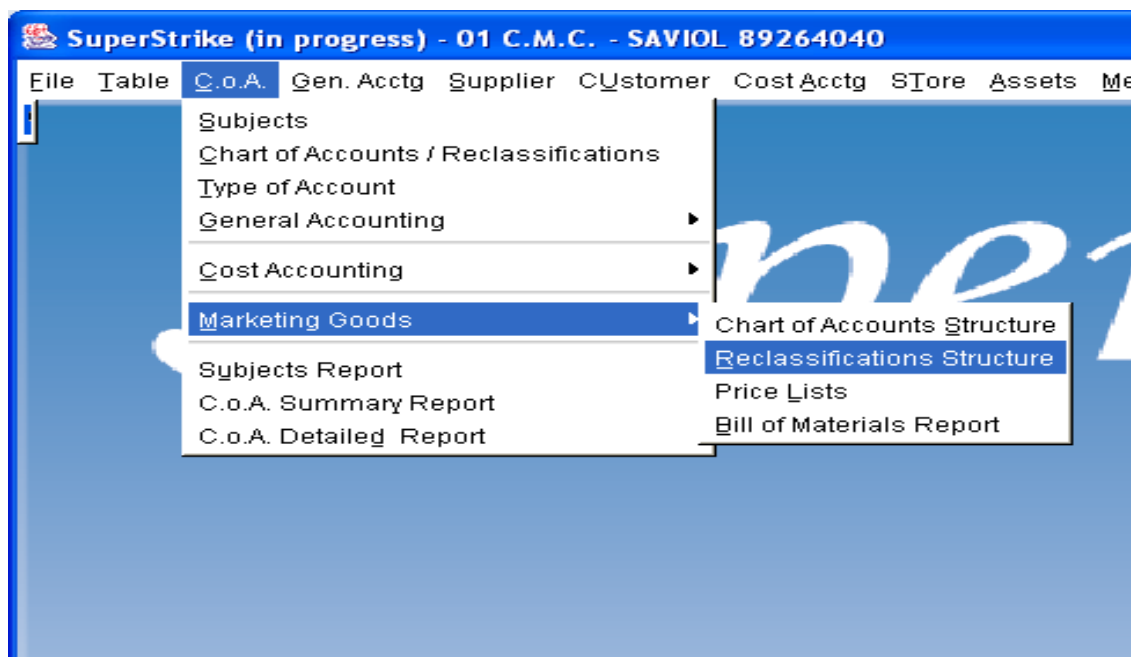 SuperStrike (in progress) - 01 C.M.C. - SAVIOL 89264040
File Table C.o.A. Gen. Acctg Supplier CUstomer Cost Acctg STore Assets Me
Subjects
Chart of Accounts / Reclassifications
Type of Account
General Accounting
Cost Accounting
Marketing Goods
Chart of Accounts Structure
Reclassifications Structure
Price Lists
Bill of Materials Report
Subjects Report
C.o.A. Summary Report
C.o.A. Detailed Report